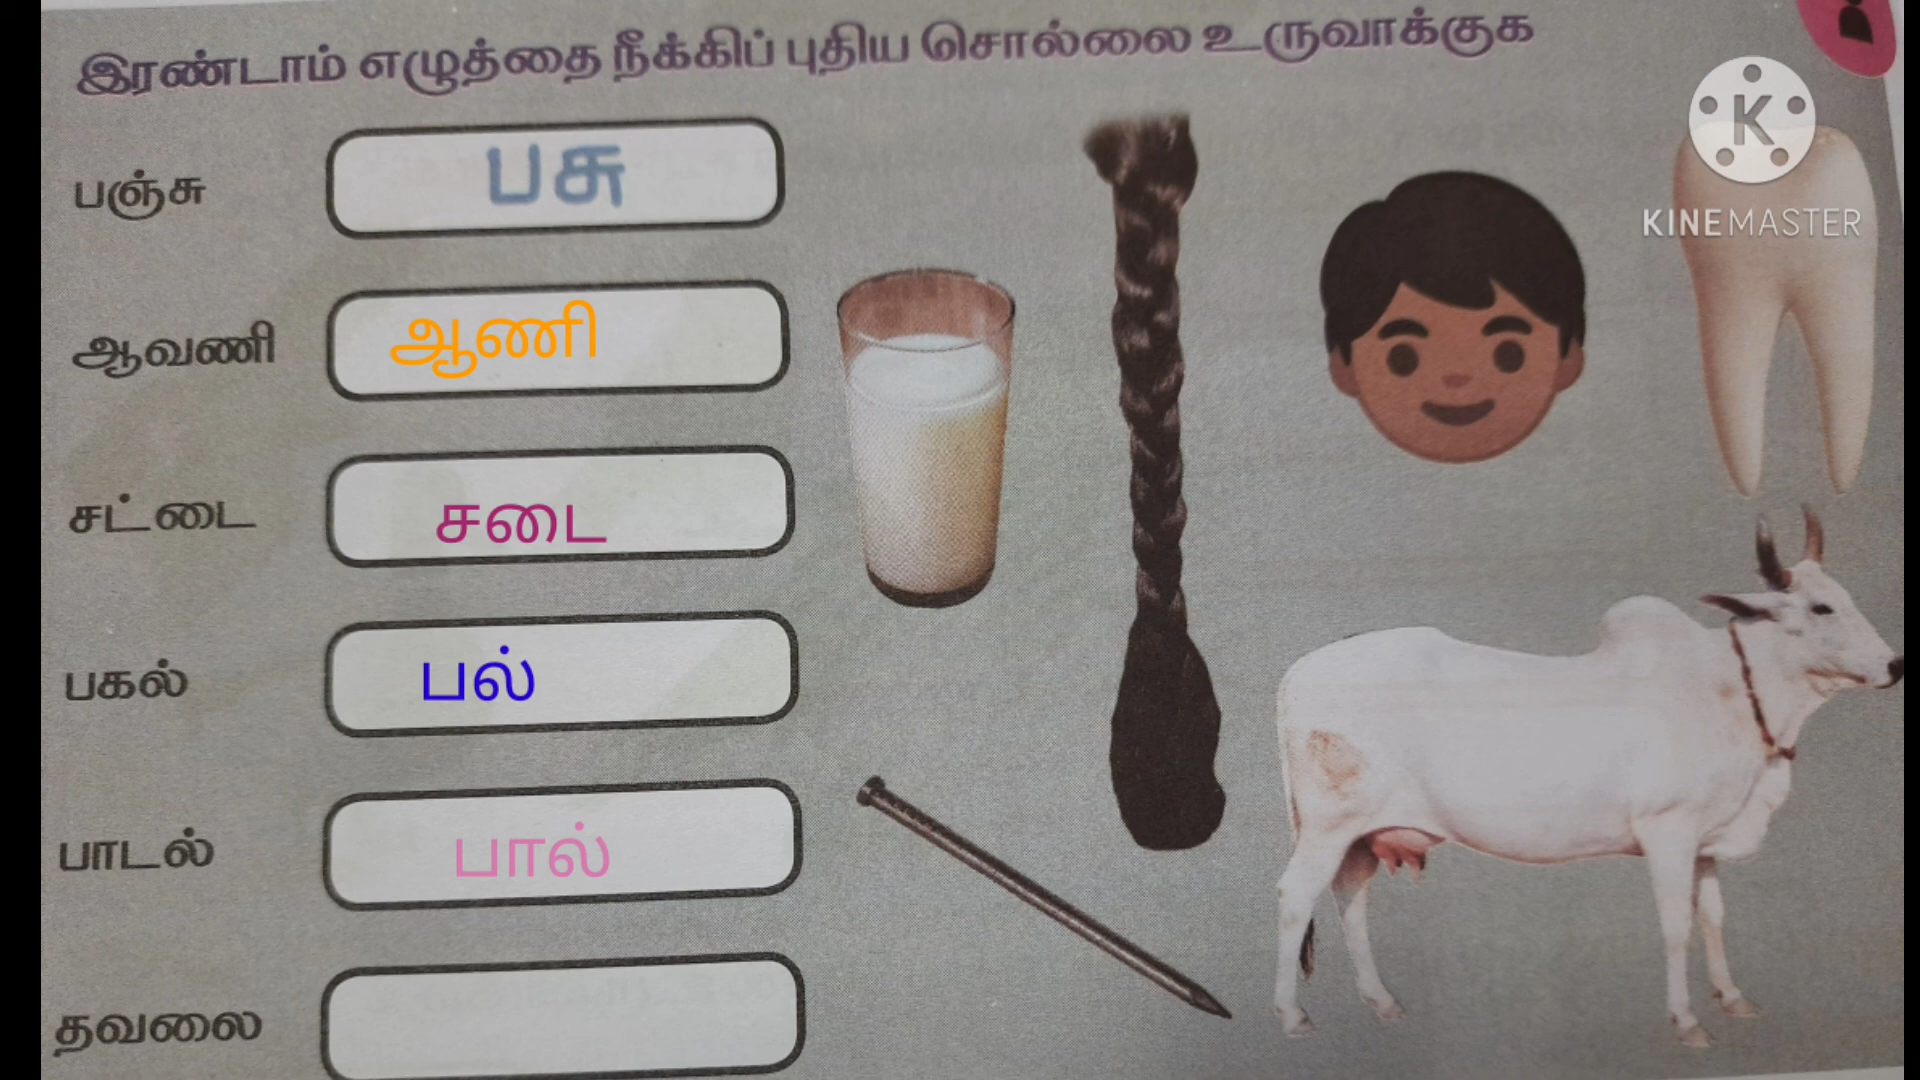 இரண்டாம் எழுத்தை நீக்கிப் புதிய சொல்லை உருவாக்குக
பஞ்சு பசு
ஆவணி ஆணி
சட்டை சடை
பகல் பல்
பாடல் பால்
தவலை
K
KINEMASTER